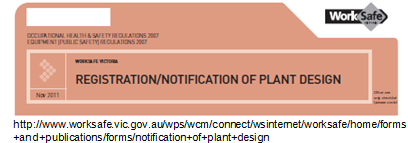 WorkSafe
OCCUPATIONAL HEALTH & SAFETY REGULATIONS 2007
EQUIPMENT (PUBLIC SAFETY) REGULATIONS 2007
WORKSAFE VICTORIA
REGISTRATION/NOTIFICATION OF PLANT DESIGN
Nov 2011
http://www.worksafe.vic.gov.au/wps/wcm/connect/wsinternet/worksafe/home/forms
+and+publications/forms/notification+of+plant+design